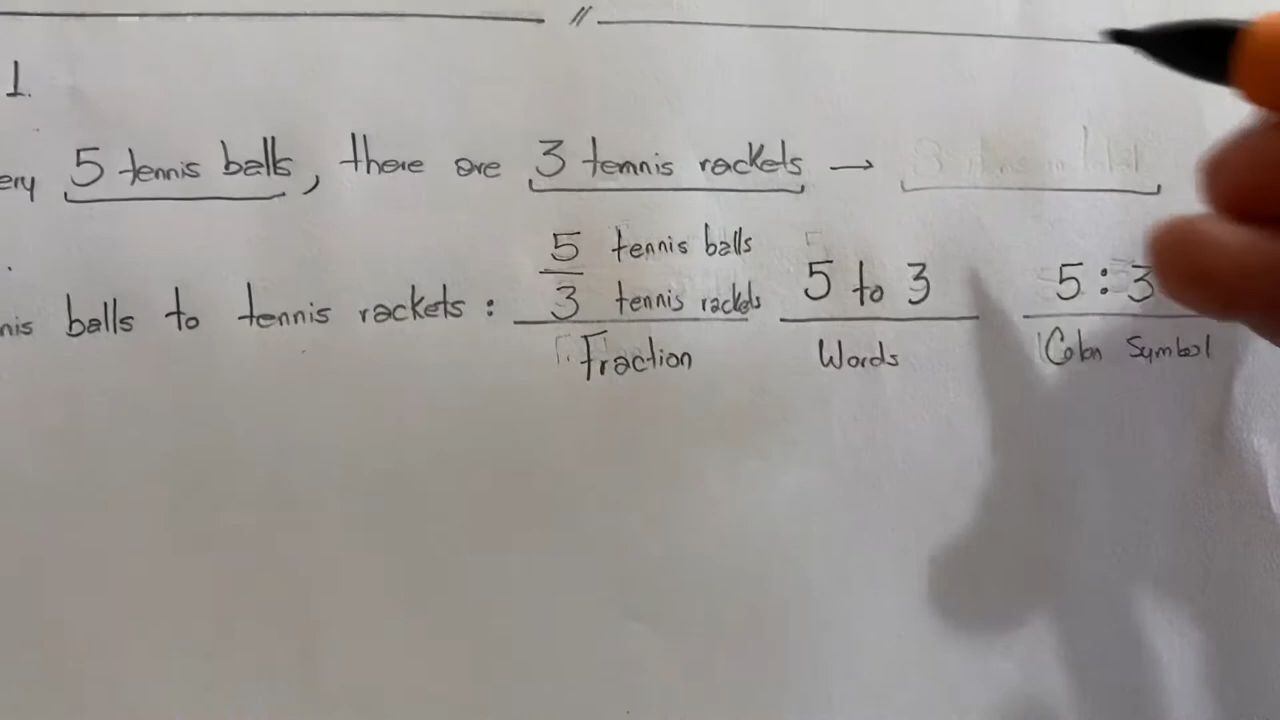 1.
ery 5 tennis balls, there are 3 temnis rackets →
nis balls to tennis rackets : 5 tennis balls 5 to 3 5:3
3 tennis rackets
Fraction Words Colon Symbol